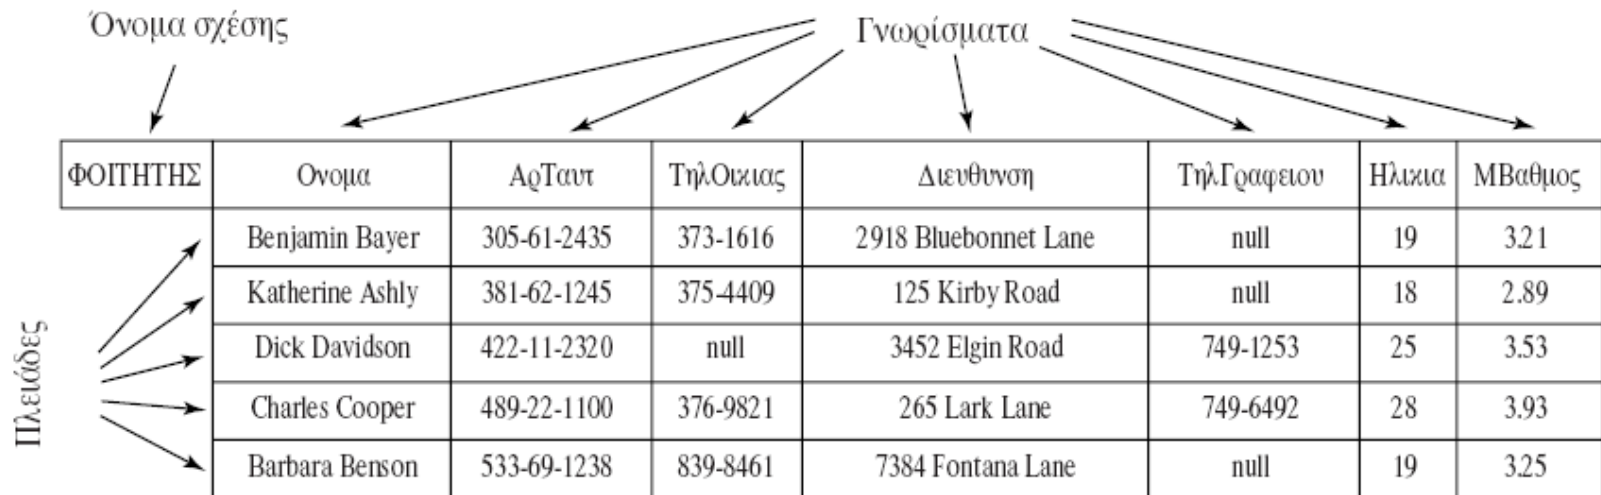 Όνομα σχέσης
Γνωρίσματα
ΦΟΙΤΗΤΗΣ Ονομα ΑρΤαυτ ΤηλΟικιας Διευθυνση ΤηλΓραφειου Ηλικια ΜΒαθμος
Benjamin Bayer 305-61-2435 373-1616 2918 Bluebonnet Lane null 19 3.21
Katherine Ashly 381-62-1245 375-4409 125 Kirby Road null 18 2.89
Dick Davidson 422-11-2320 null 3452 Elgin Road 749-1253 25 3.53
Charles Cooper 489-22-1100 376-9821 265 Lark Lane 749-6492 28 3.93
Barbara Benson 533-69-1238 839-8461 7384 Fontana Lane null 19 3.25
Πλειάδες